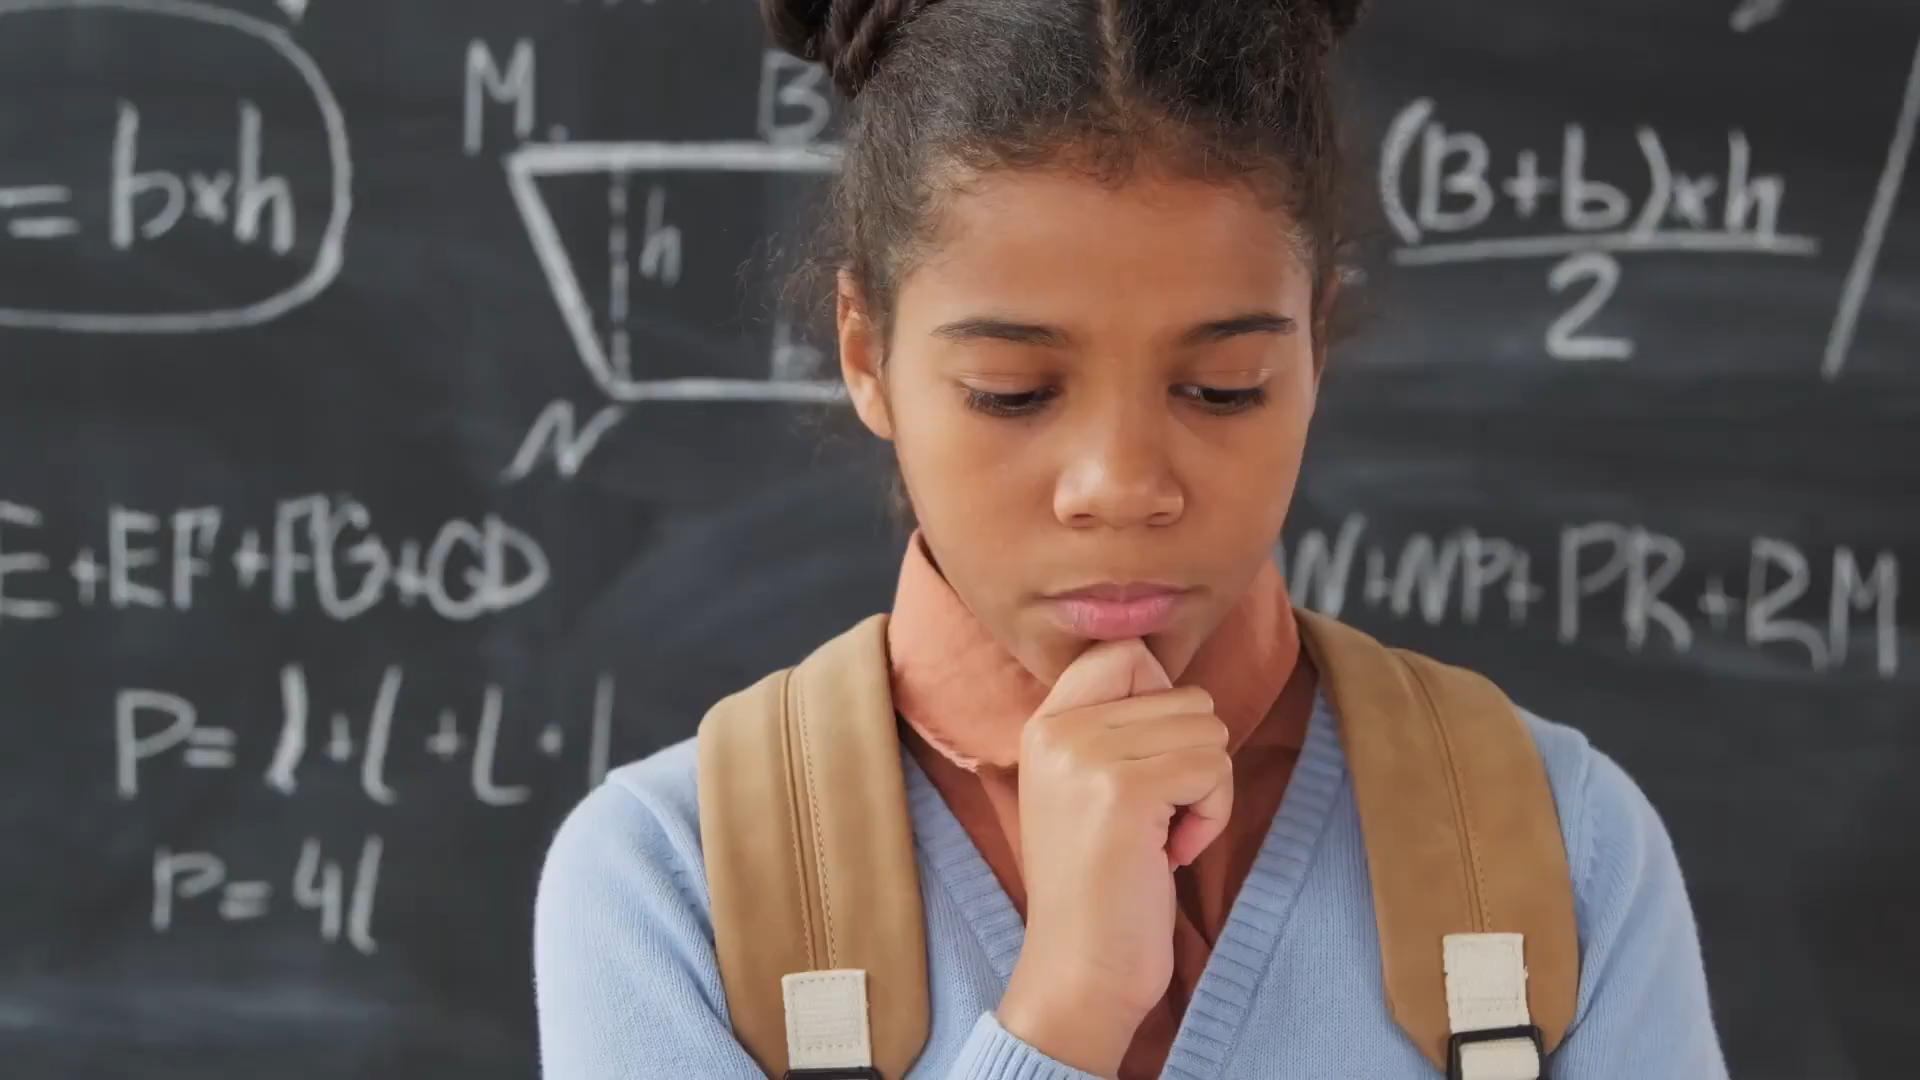 = b×h
M
B
h
(B+b)×h
2
N
E+EF+FG+GD
N+NP+PR+RM
P=l+l+l+l
P=4l